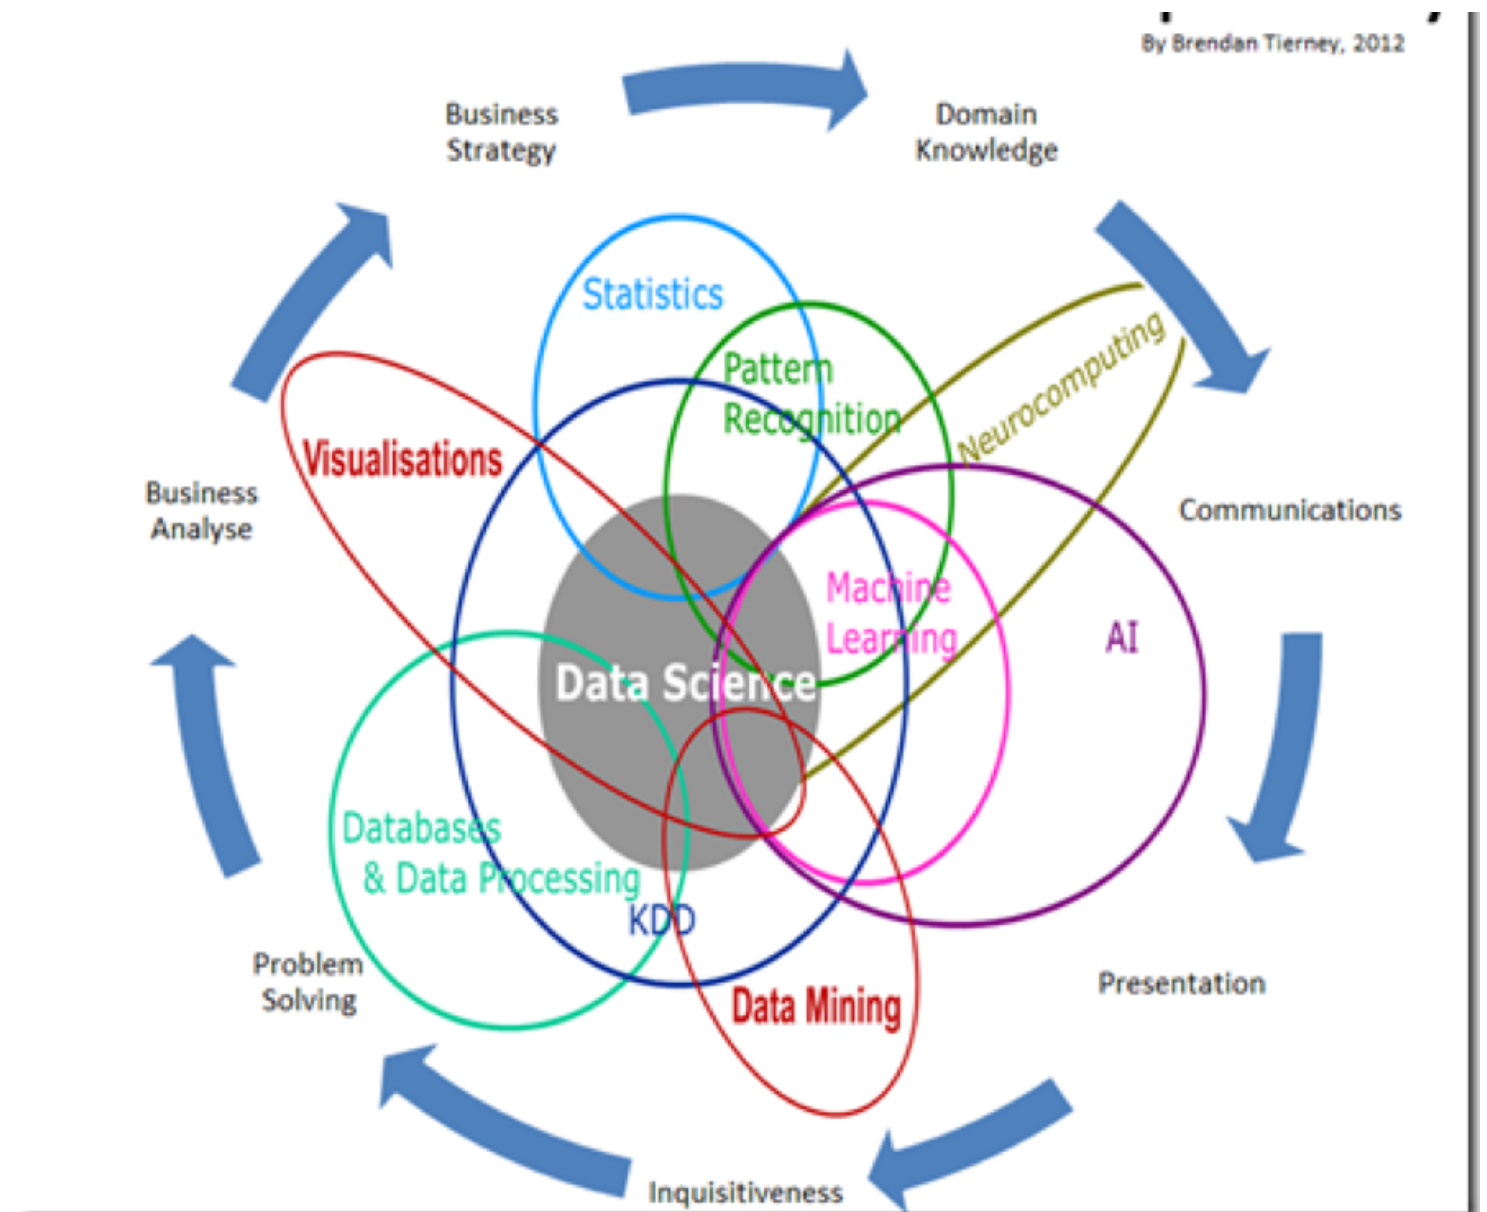 By Brendan Tierney, 2012
Business
Strategy
Domain
Knowledge
Statistics
Pattern
Recognition
Neurocomputing
Visualisations
Business
Analyse
Communications
Machine
Learning
AI
Data Science
Databases
& Data Processing
KDD
Problem
Solving
Presentation
Data Mining
Inquisitiveness